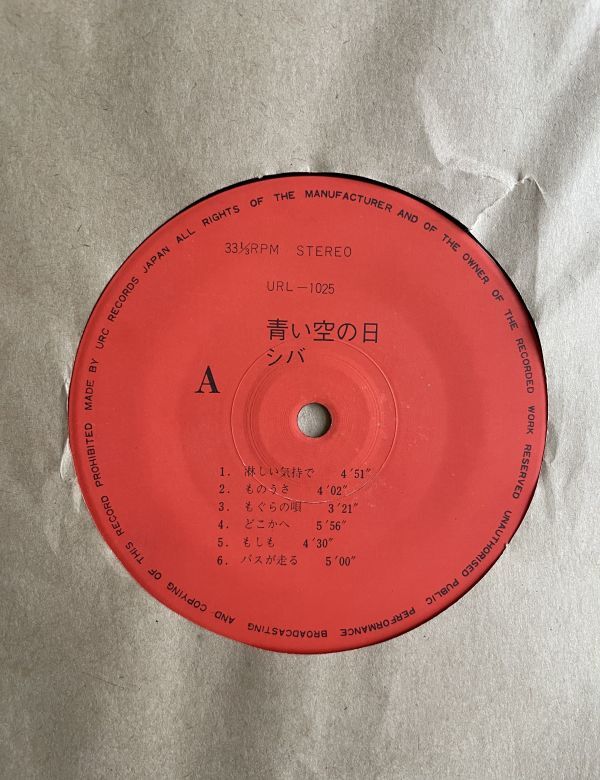 MADE BY URC RECORDS JAPAN ALL RIGHTS OF THE MANUFACTURER AND OF THE OWNER OF THE RECORDED WORK RESERVED UNAUTHORISED PUBLIC PERFORMANCE BROADCASTING AND COPYING OF THIS RECORD PROHIBITED
33⅓RPM STEREO
URL-1025
青い空の日
シバ
A
1. 淋しい気持で 4'51"
2. ものうさ 4'02"
3. もぐらの唄 3'21"
4. どこかへ 5'56"
5. もしも 4'30"
6. バスが走る 5'00"